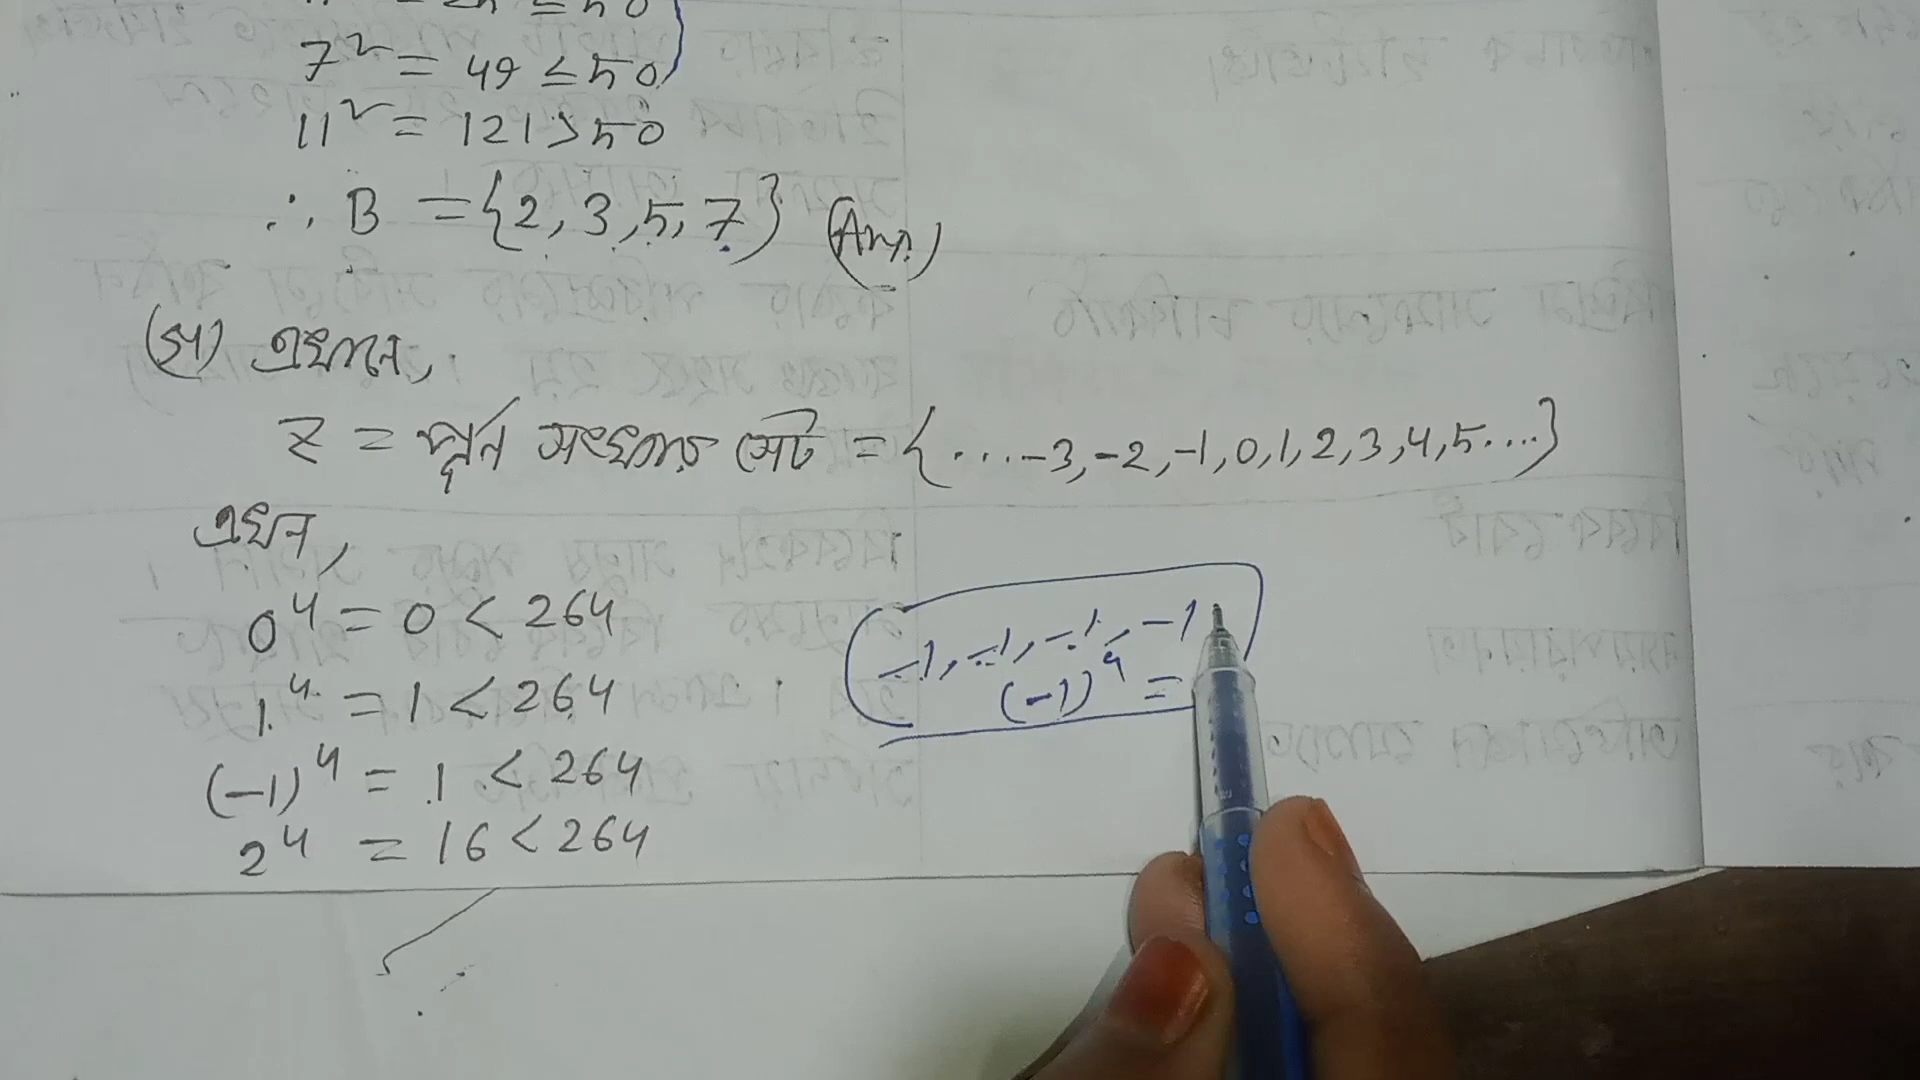 7² = 49 ≤ 50
11² = 121 > 50
∴ B = {2, 3, 5, 7} (Ans.)
এখানে,
Z = পূর্ন সংখ্যার সেট = {....-3, -2, -1, 0, 1, 2, 3, 4, 5....}
এখন,
0⁴ = 0 < 264
1⁴ = 1 < 264
(-1)⁴ = 1 < 264
2⁴ = 16 < 264
-1, -1, -1, -1
(-1)⁴ =